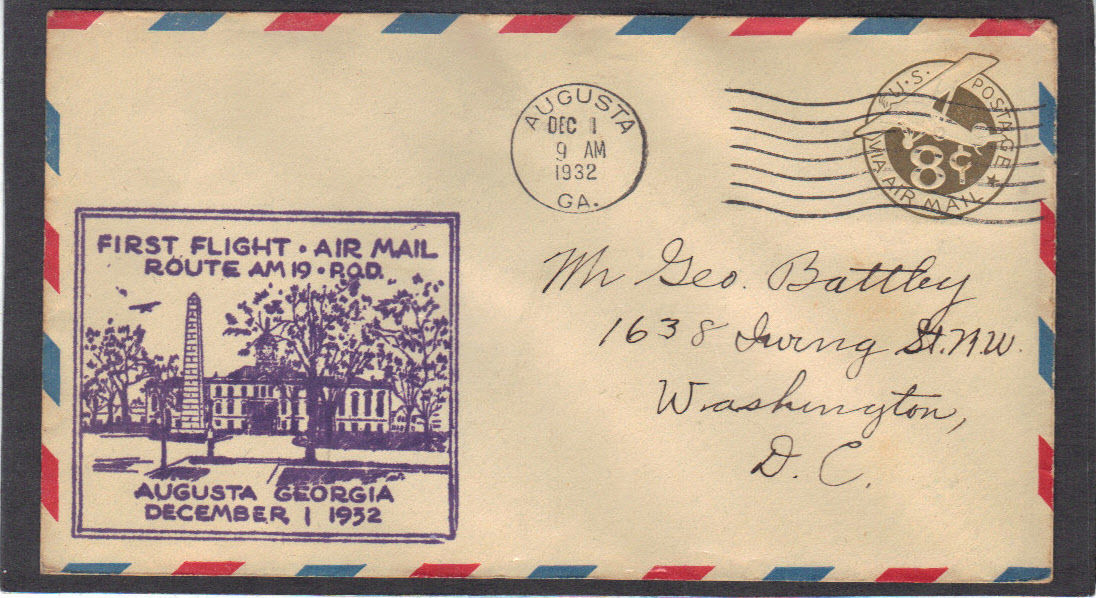 U.S. POSTAGE
8¢
VIA AIR MAIL
AUGUSTA
DEC 1
9 AM
1932
GA.
FIRST FLIGHT · AIR MAIL
ROUTE AM 19 · P.O.D.
AUGUSTA GEORGIA
DECEMBER 1 1932
Mr Geo. Battley
1638 Irving St. N.W.
Washington,
D. C.